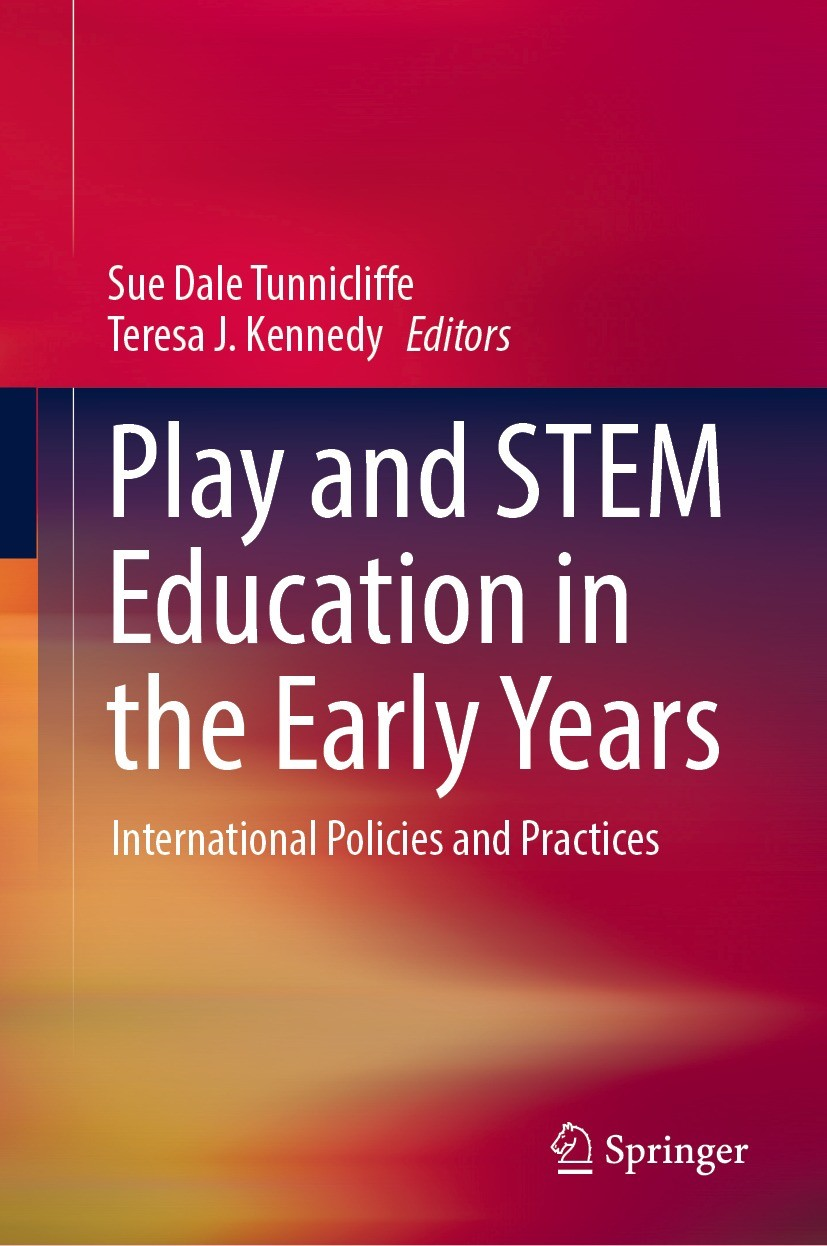 Sue Dale Tunnicliffe
Teresa J. Kennedy Editors
Play and STEM
Education in
the Early Years
International Policies and Practices
Springer